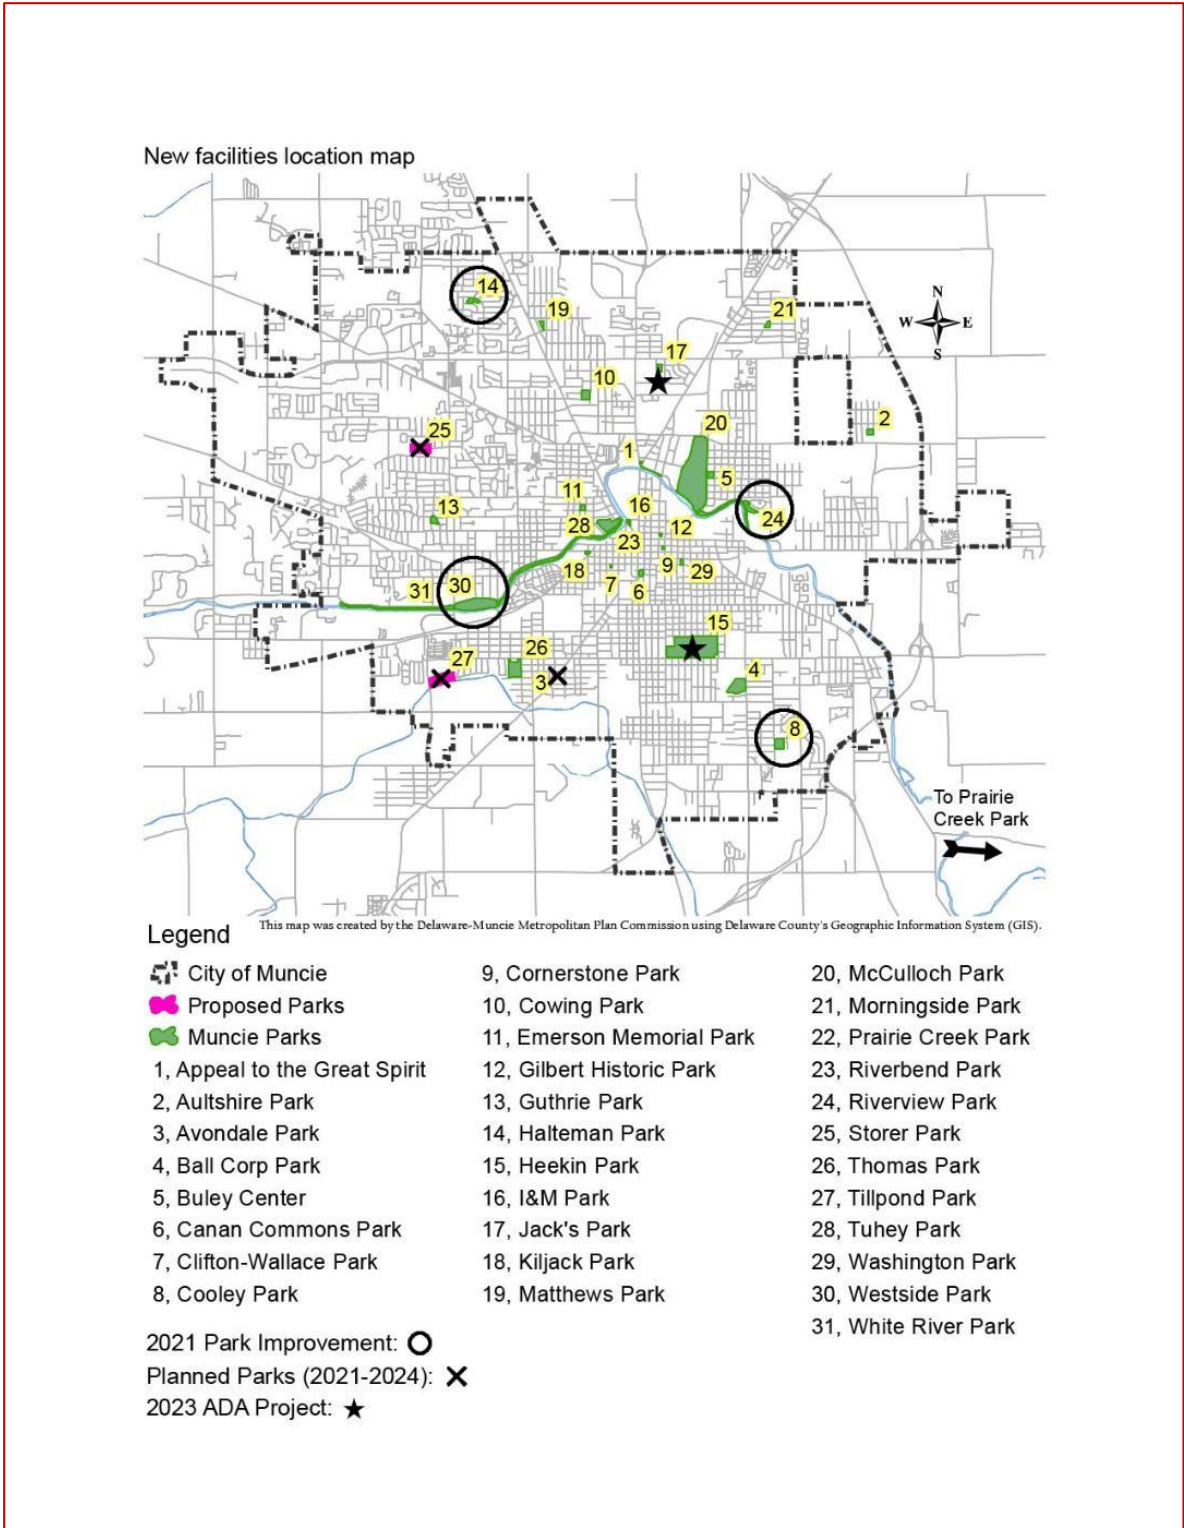 New facilities location map
14
19
21
N
W E
S
17
10
2
25
20
1
5
11
16
13
28
12
24
23
18
9
29
7
6
31
30
15
26
27
3
4
8
To Prairie
Creek Park
This map was created by the Delaware-Muncie Metropolitan Plan Commission using Delaware County's Geographic Information System (GIS).
Legend
City of Muncie
Proposed Parks
Muncie Parks
1, Appeal to the Great Spirit
2, Aultshire Park
3, Avondale Park
4, Ball Corp Park
5, Buley Center
6, Canan Commons Park
7, Clifton-Wallace Park
8, Cooley Park
9, Cornerstone Park
10, Cowing Park
11, Emerson Memorial Park
12, Gilbert Historic Park
13, Guthrie Park
14, Halteman Park
15, Heekin Park
16, I&M Park
17, Jack's Park
18, Kiljack Park
19, Matthews Park
20, McCulloch Park
21, Morningside Park
22, Prairie Creek Park
23, Riverbend Park
24, Riverview Park
25, Storer Park
26, Thomas Park
27, Tillpond Park
28, Tuhey Park
29, Washington Park
30, Westside Park
31, White River Park
2021 Park Improvement:
Planned Parks (2021-2024):
2023 ADA Project: